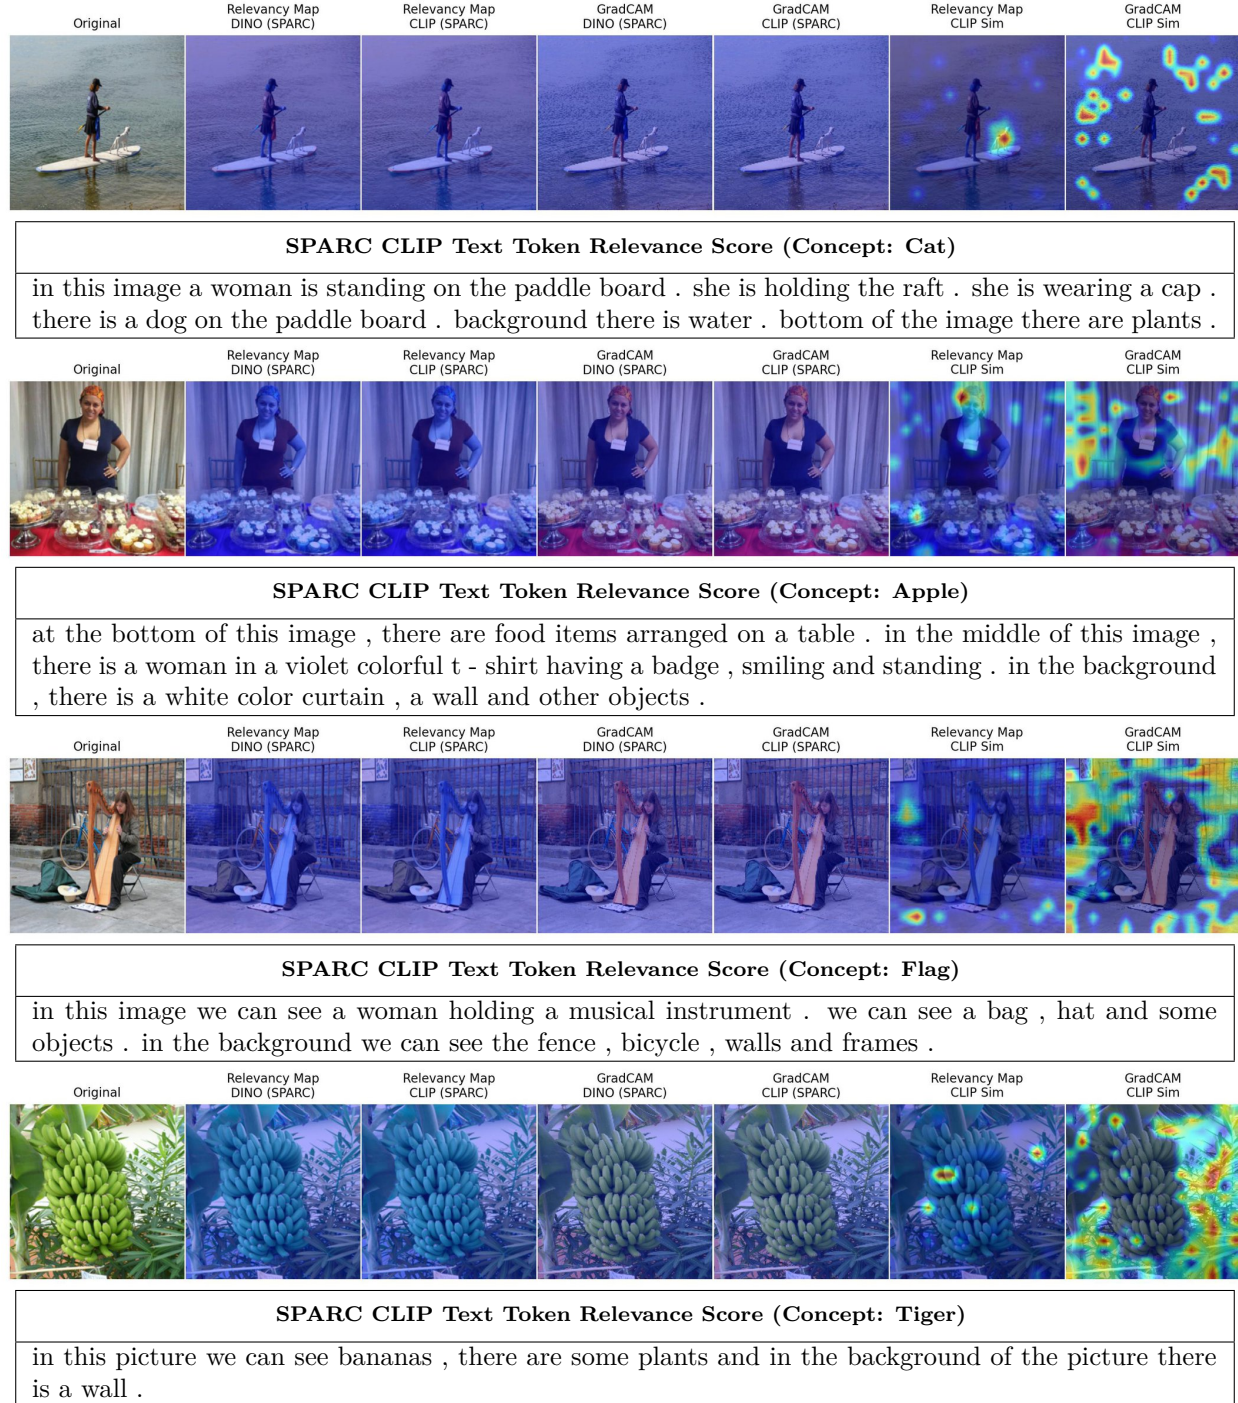 Original
Relevancy Map
DINO (SPARC)
Relevancy Map
CLIP (SPARC)
GradCAM
DINO (SPARC)
GradCAM
CLIP (SPARC)
Relevancy Map
CLIP Sim
GradCAM
CLIP Sim
SPARC CLIP Text Token Relevance Score (Concept: Cat)
in this image a woman is standing on the paddle board . she is holding the raft . she is wearing a cap .
there is a dog on the paddle board . background there is water . bottom of the image there are plants .
Original
Relevancy Map
DINO (SPARC)
Relevancy Map
CLIP (SPARC)
GradCAM
DINO (SPARC)
GradCAM
CLIP (SPARC)
Relevancy Map
CLIP Sim
GradCAM
CLIP Sim
SPARC CLIP Text Token Relevance Score (Concept: Apple)
at the bottom of this image , there are food items arranged on a table . in the middle of this image ,
there is a woman in a violet colorful t - shirt having a badge , smiling and standing . in the background
, there is a white color curtain , a wall and other objects .
Original
Relevancy Map
DINO (SPARC)
Relevancy Map
CLIP (SPARC)
GradCAM
DINO (SPARC)
GradCAM
CLIP (SPARC)
Relevancy Map
CLIP Sim
GradCAM
CLIP Sim
SPARC CLIP Text Token Relevance Score (Concept: Flag)
in this image we can see a woman holding a musical instrument . we can see a bag , hat and some
objects . in the background we can see the fence , bicycle , walls and frames .
Original
Relevancy Map
DINO (SPARC)
Relevancy Map
CLIP (SPARC)
GradCAM
DINO (SPARC)
GradCAM
CLIP (SPARC)
Relevancy Map
CLIP Sim
GradCAM
CLIP Sim
SPARC CLIP Text Token Relevance Score (Concept: Tiger)
in this picture we can see bananas , there are some plants and in the background of the picture there
is a wall .